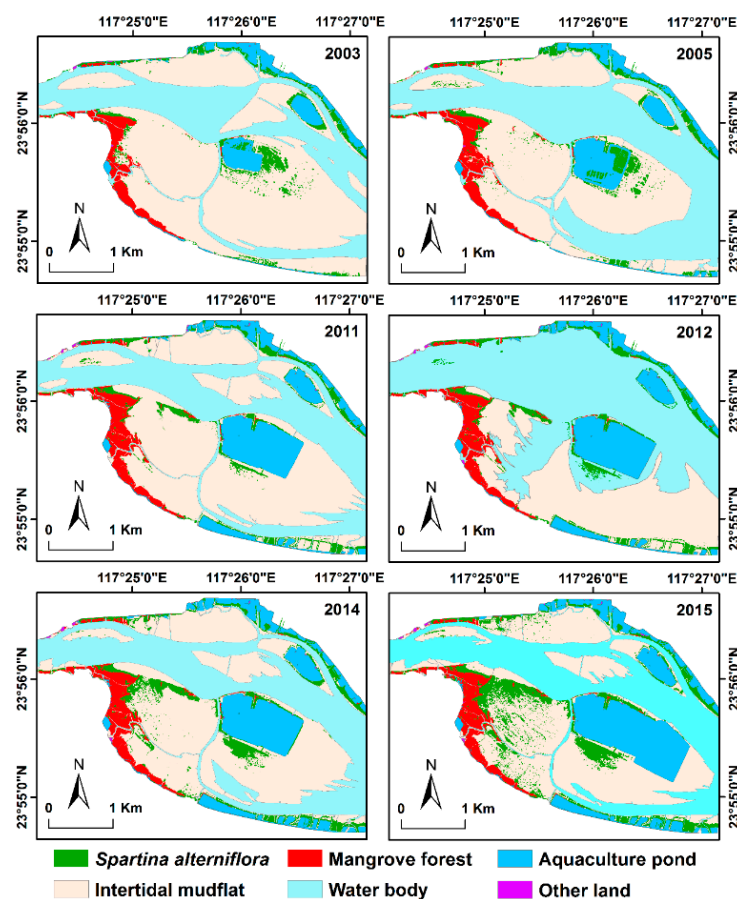 117°25'0"E 117°26'0"E 117°27'0"E 117°25'0"E 117°26'0"E 117°27'0"E
2003
2005
23°56'0"N
23°56'0"N
N
N
23°55'0"N
23°55'0"N
0 1 Km
0 1 Km
117°25'0"E 117°26'0"E 117°27'0"E 117°25'0"E 117°26'0"E 117°27'0"E
2011
2012
23°56'0"N
23°56'0"N
N
N
23°55'0"N
23°55'0"N
0 1 Km
0 1 Km
117°25'0"E 117°26'0"E 117°27'0"E 117°25'0"E 117°26'0"E 117°27'0"E
2014
2015
23°56'0"N
23°56'0"N
N
N
23°55'0"N
23°55'0"N
0 1 Km
0 1 Km
Spartina alterniflora Mangrove forest Aquaculture pond
Intertidal mudflat Water body Other land